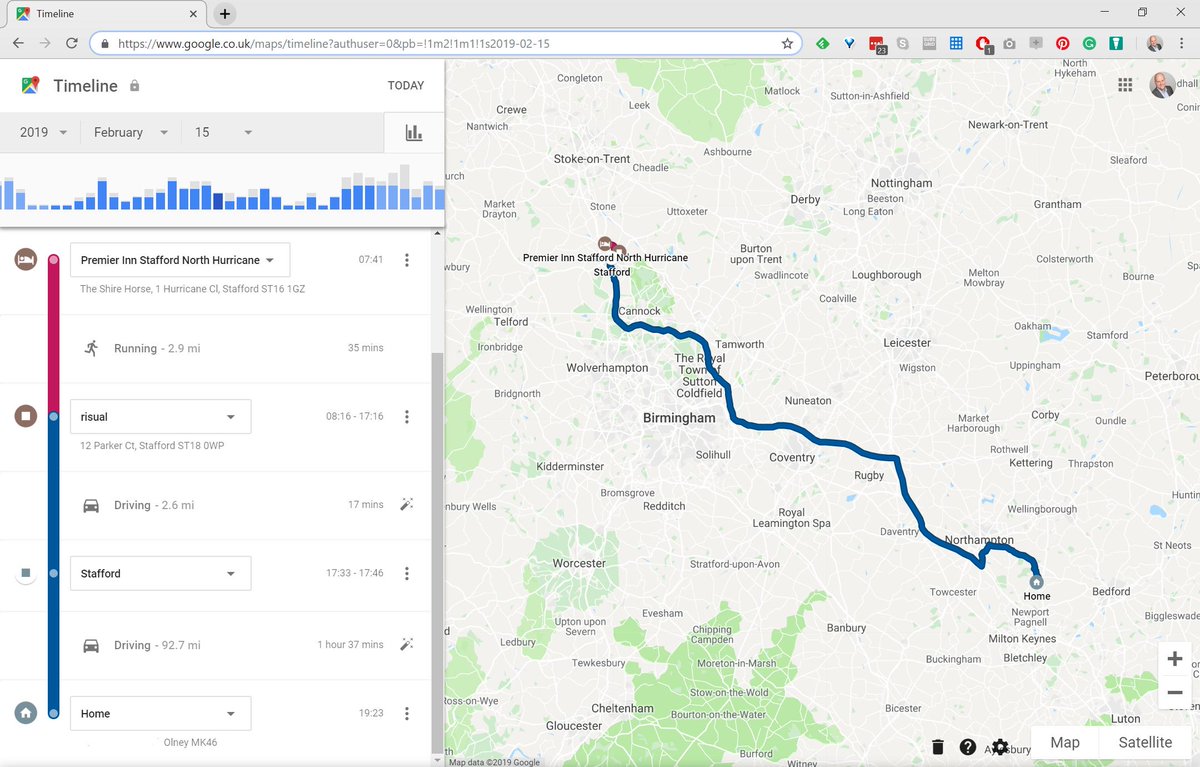 Timeline
https://www.google.co.uk/maps/timeline?authuser=0&pb=!1m2!1m1!1s2019-02-15
23
1
Timeline
TODAY
2019
February
15
Premier Inn Stafford North Hurricane
07:41
The Shire Horse, 1 Hurricane Cl, Stafford ST16 1GZ
Running - 2.9 mi
35 mins
risual
08:16 - 17:16
12 Parker Ct, Stafford ST18 0WP
Driving - 2.6 mi
17 mins
Stafford
17:33 - 17:46
Driving - 92.7 mi
1 hour 37 mins
Home
19:23
Olney MK46
North
Hykeham
Congleton
Matlock
Leek
Sutton-in-Ashfield
Crewe
Nantwich
Newark-on-Trent
Ashbourne
Stoke-on-Trent
Cheadle
Sleaford
Nottingham
Beeston
Long Eaton
Derby
Market
Drayton
Stone
Uttoxeter
Grantham
Premier Inn Stafford North Hurricane
Stafford
Burton
upon Trent
Swadlincote
Loughborough
Melton
Mowbray
Colsterworth
Bourne
Coalville
Wellington
Telford
Cannock
Oakham
Stamford
Ironbridge
Tamworth
Leicester
Wigston
Uppingham
Peterborou
Wolverhampton
The Royal
Town of
Sutton
Coldfield
Bridgnorth
Nuneaton
Birmingham
Market
Harborough
Corby
Oundle
Rothwell
Kettering
Thrapston
Solihull
Coventry
Kidderminster
Rugby
Bromsgrove
Redditch
nbury Wells
Huntin
Royal
Leamington Spa
Wellingborough
Daventry
Northampton
St Neots
Worcester
Stratford-upon-Avon
Towcester
Home
Bedford
Newport
Pagnell
Biggleswade
Evesham
Upton upon
Severn
Chipping
Campden
Banbury
Milton Keynes
Ledbury
Buckingham
Bletchley
Tewkesbury
Moreton-in-Marsh
Stow-on-the-Wold
Ross-on-Wye
Cheltenham
Bourton-on-the-Water
Bicester
Gloucester
Luton
Burford
Witney
Map
Satellite
Map data ©2019 Google